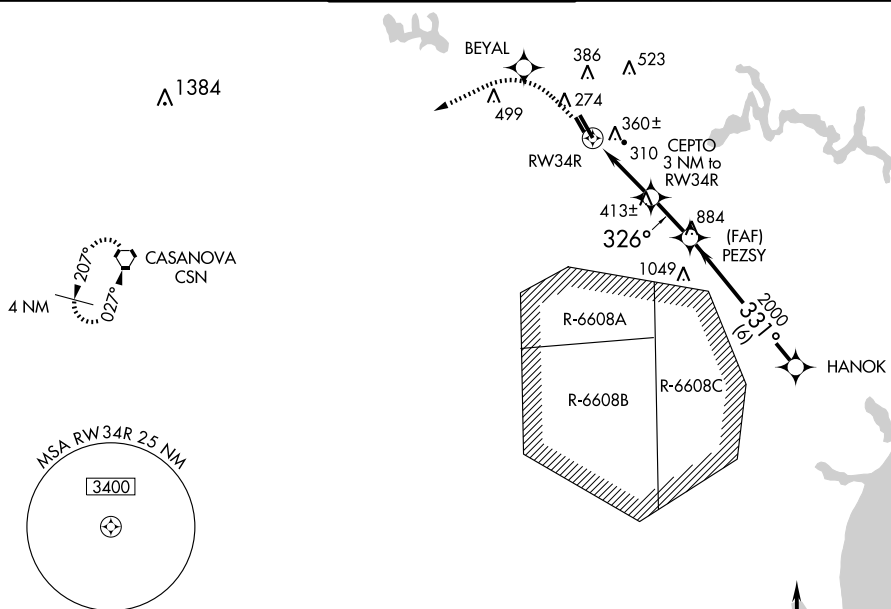 BEYAL
386
523
1384
499
274
360±
310
RW34R
CEPTO
3 NM to
RW34R
413±
884
326°
(FAF)
PEZSY
207°
027°
4 NM
CASANOVA
CSN
1049
2000
331°
(6)
HANOK
R-6608A
R-6608B
R-6608C
MSA RW34R 25 NM
3400